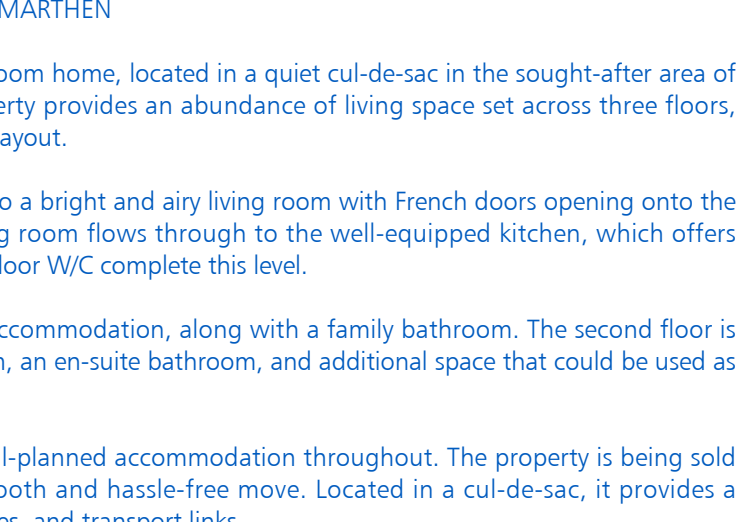 MARTHEN
oom home, located in a quiet cul-de-sac in the sought-after area of
erty provides an abundance of living space set across three floors,
ayout.
o a bright and airy living room with French doors opening onto the
g room flows through to the well-equipped kitchen, which offers
loor W/C complete this level.
ccommodation, along with a family bathroom. The second floor is
n, an en-suite bathroom, and additional space that could be used as
l-planned accommodation throughout. The property is being sold
ooth and hassle-free move. Located in a cul-de-sac, it provides a
es, and transport links.